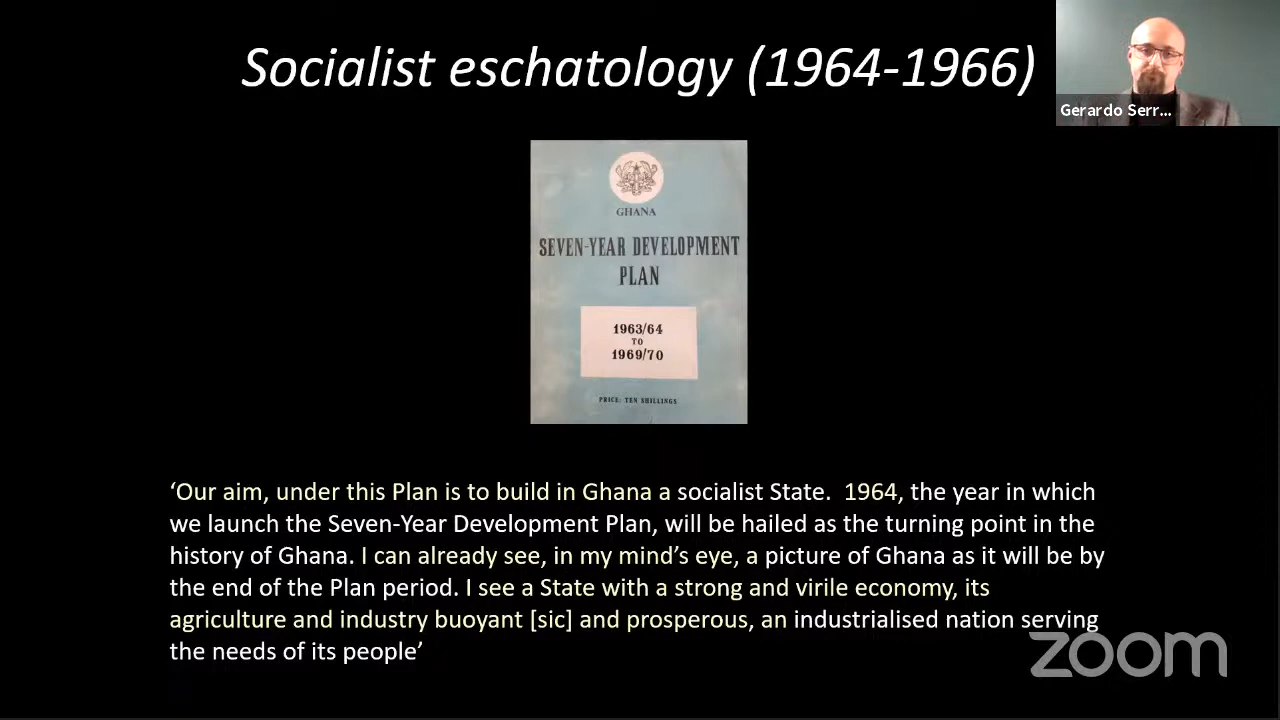 Socialist eschatology (1964-1966)
Gerardo Serr...
GHANA
SEVEN-YEAR DEVELOPMENT
PLAN
1963/64
TO
1969/70
PRICE: TEN SHILLINGS
‘Our aim, under this Plan is to build in Ghana a socialist State.  1964, the year in which
we launch the Seven-Year Development Plan, will be hailed as the turning point in the
history of Ghana. I can already see, in my mind’s eye, a picture of Ghana as it will be by
the end of the Plan period. I see a State with a strong and virile economy, its
agriculture and industry buoyant [sic] and prosperous, an industrialised nation serving
the needs of its people’
zoom